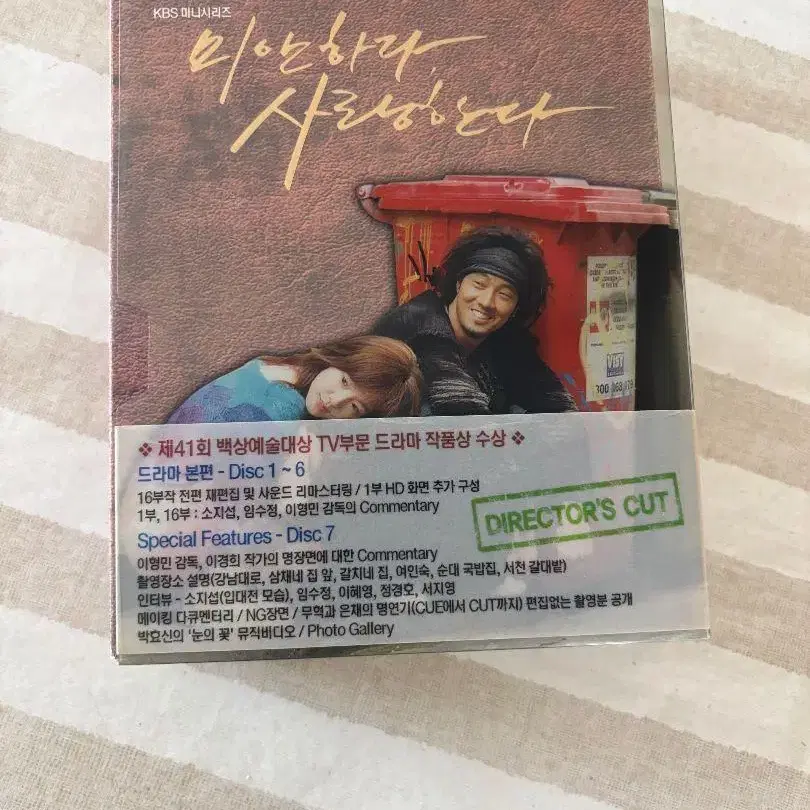 KBS 미니시리즈
미안하다,
사랑한다
❖ 제41회 백상예술대상 TV부문 드라마 작품상 수상 ❖
드라마 본편 - Disc 1 ~ 6
16부작 전편 재편집 및 사운드 리마스터링 / 1부 HD 화면 추가 구성
1부, 16부 : 소지섭, 임수정, 이형민 감독의 Commentary
DIRECTOR'S CUT
Special Features - Disc 7
이형민 감독, 이경희 작가의 명장면에 대한 Commentary
촬영장소 설명(강남대로, 삼채네 집 앞, 갈치네 집, 여인숙, 순대 국밥집, 서천 갈대밭)
인터뷰 - 소지섭(입대전 모습), 임수정, 이혜영, 정경호, 서지영
메이킹 다큐멘터리 / NG장면 / 무혁과 은채의 명연기(CUE에서 CUT까지) 편집없는 촬영분 공개
박효신의 '눈의 꽃' 뮤직비디오 / Photo Gallery